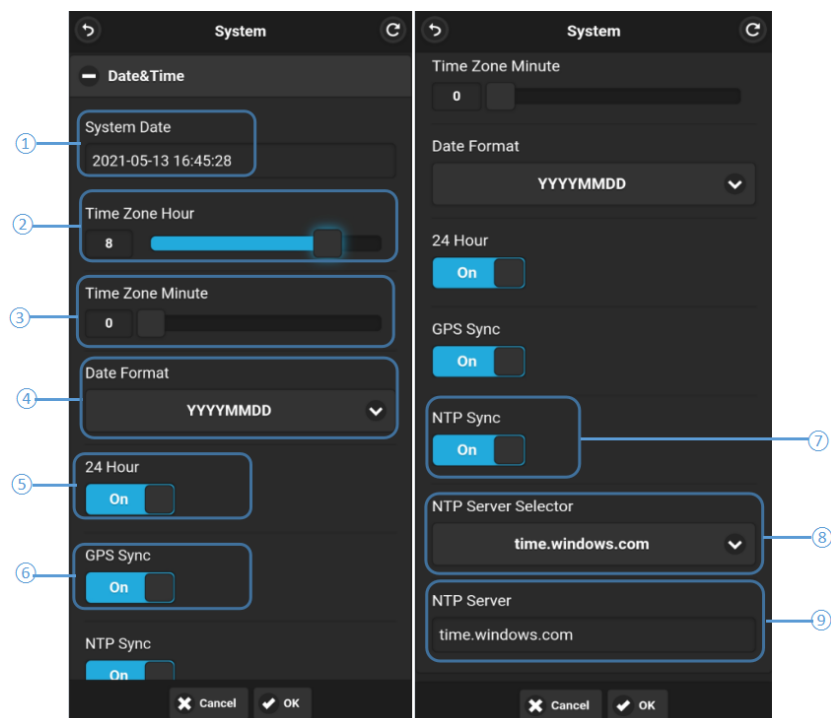 System
Date&Time
① System Date
2021-05-13 16:45:28
② Time Zone Hour
8
③ Time Zone Minute
0
④ Date Format
YYYYMMDD
⑤ 24 Hour
On
⑥ GPS Sync
On
NTP Sync
On
Cancel OK
System
Time Zone Minute
0
Date Format
YYYYMMDD
24 Hour
On
GPS Sync
On
NTP Sync
On ⑦
NTP Server Selector
time.windows.com ⑧
NTP Server
time.windows.com ⑨
Cancel OK